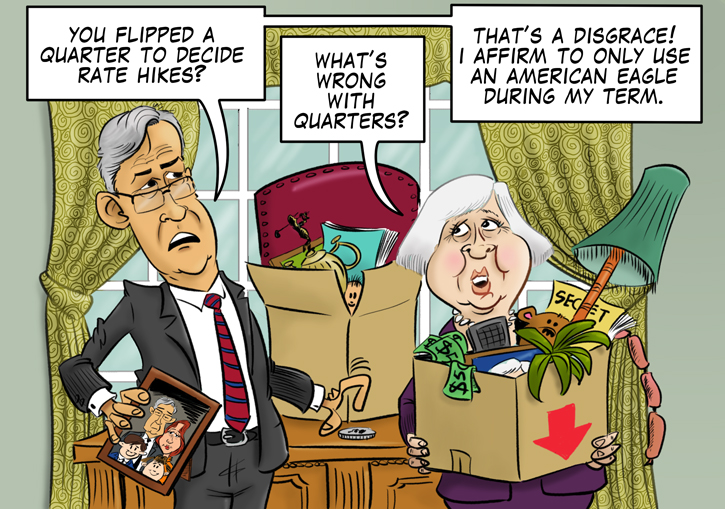 YOU FLIPPED A
QUARTER TO DECIDE
RATE HIKES?
WHAT'S
WRONG
WITH
QUARTERS?
THAT'S A DISGRACE!
I AFFIRM TO ONLY USE
AN AMERICAN EAGLE
DURING MY TERM.
SECRET
$
$
$